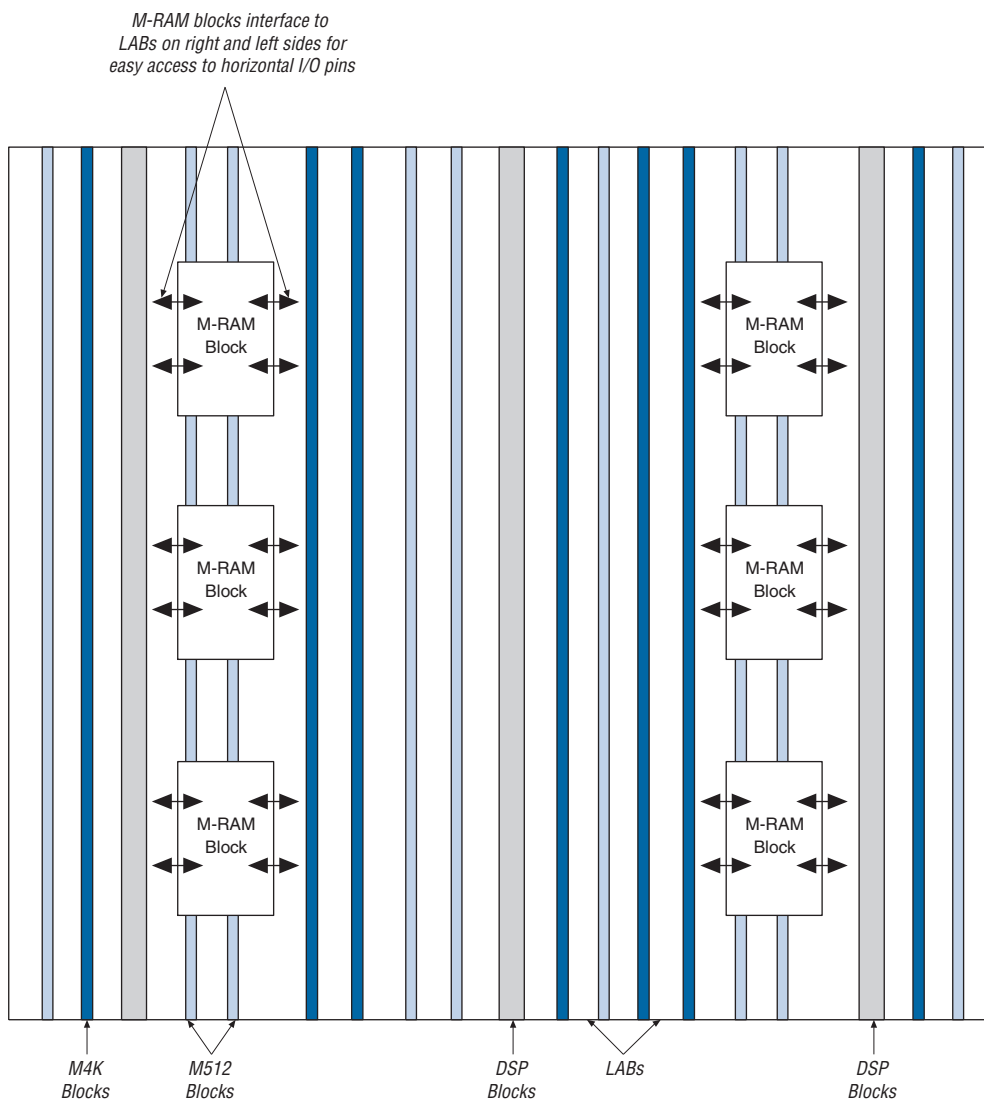 M-RAM blocks interface to
LABs on right and left sides for
easy access to horizontal I/O pins
M-RAM
Block
M-RAM
Block
M-RAM
Block
M-RAM
Block
M-RAM
Block
M-RAM
Block
M4K
Blocks
M512
Blocks
DSP
Blocks
LABs
DSP
Blocks